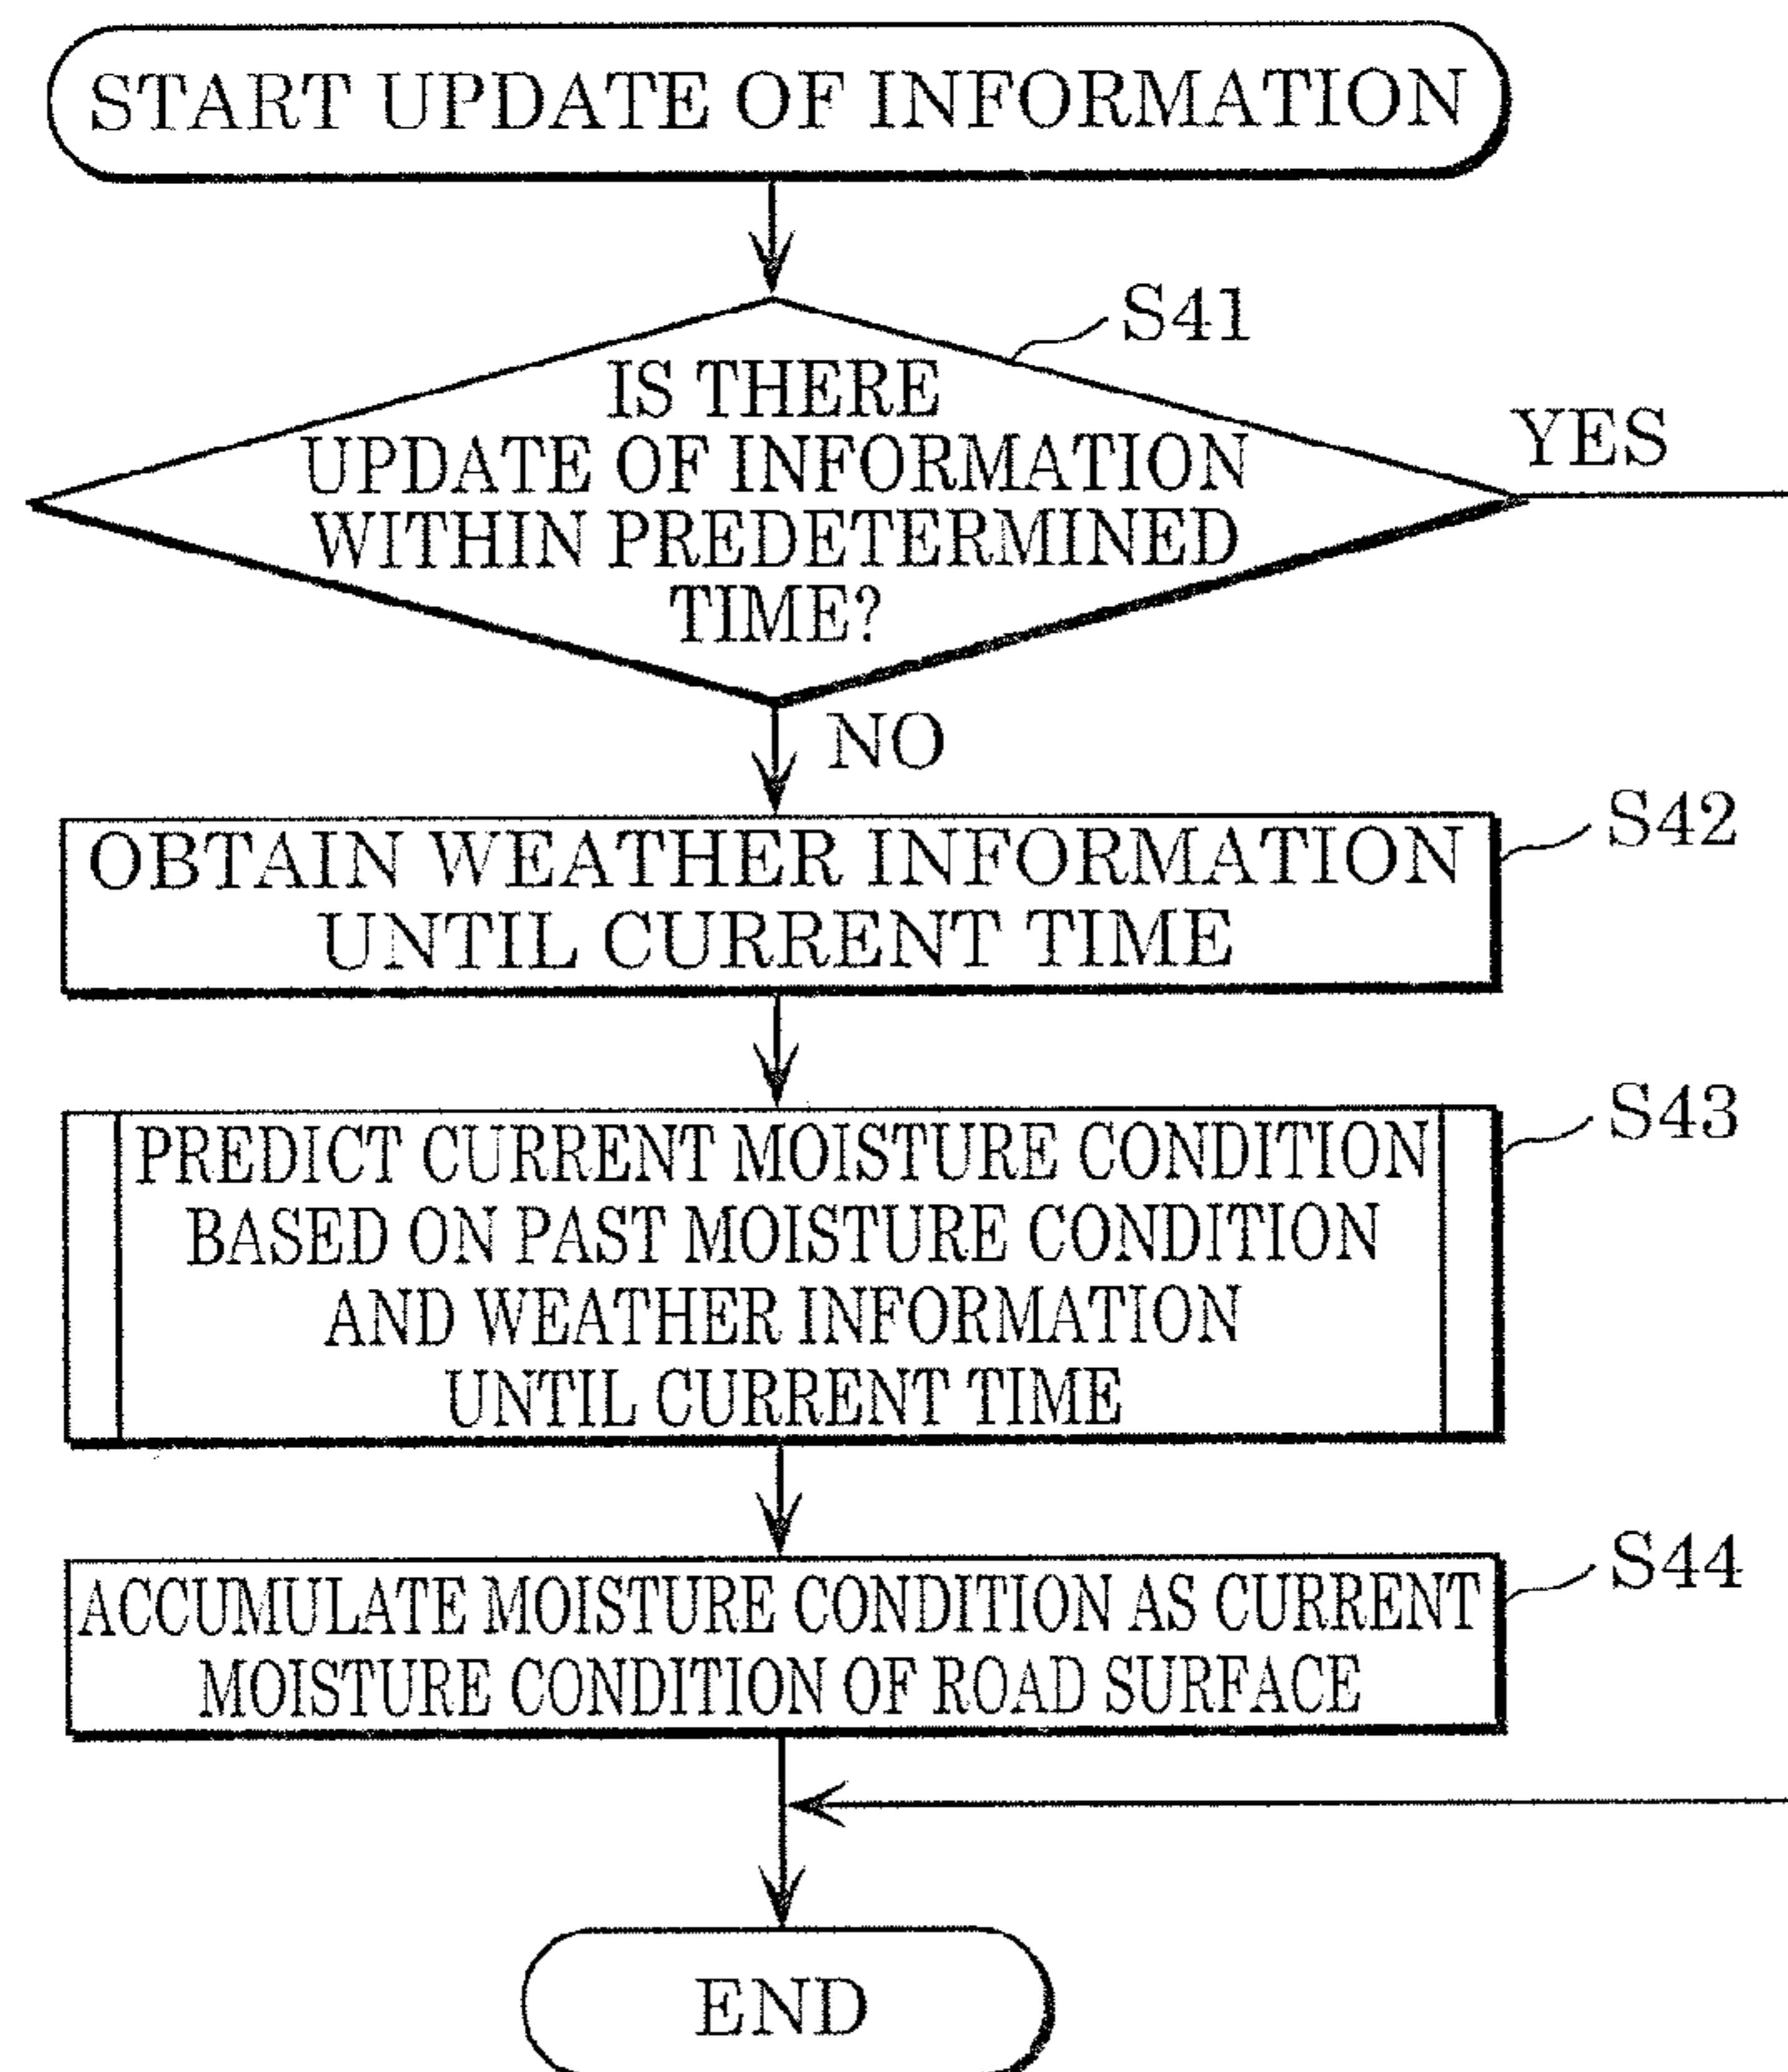 START UPDATE OF INFORMATION
S41
IS THERE
UPDATE OF INFORMATION
WITHIN PREDETERMINED
TIME?
YES
NO
OBTAIN WEATHER INFORMATION
UNTIL CURRENT TIME
S42
PREDICT CURRENT MOISTURE CONDITION
BASED ON PAST MOISTURE CONDITION
AND WEATHER INFORMATION
UNTIL CURRENT TIME
S43
ACCUMULATE MOISTURE CONDITION AS CURRENT
MOISTURE CONDITION OF ROAD SURFACE
S44
END